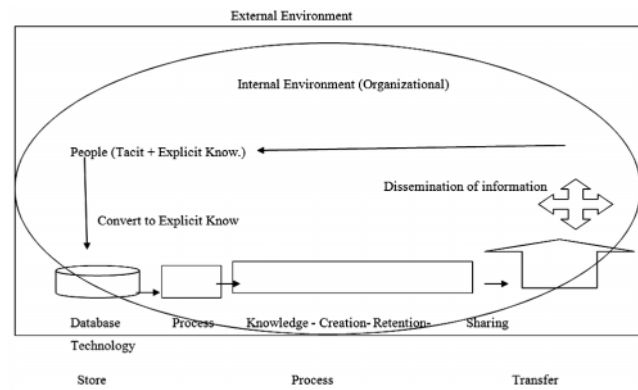 External Environment
Internal Environment (Organizational)
People (Tacit + Explicit Know.)
Dissemination of information
Convert to Explicit Know
Database Process Knowledge - Creation- Retention- Sharing
Technology
Store Process Transfer